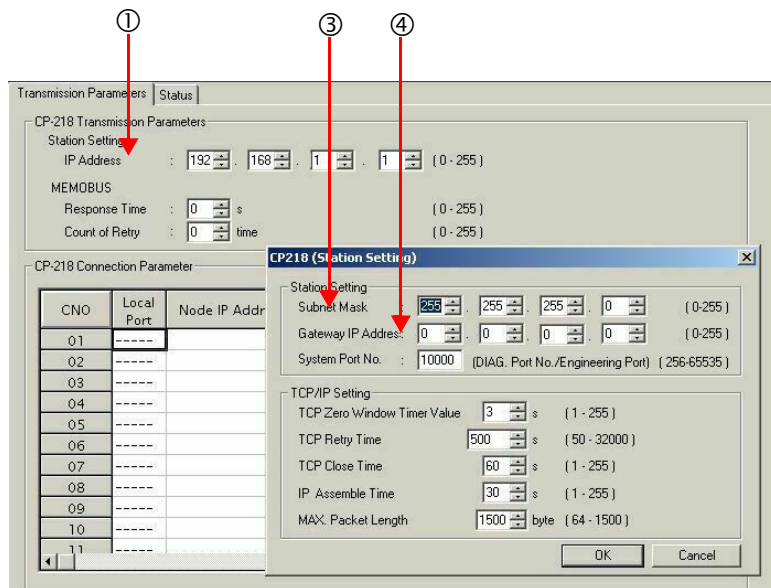 ① ③ ④
Transmission Parameters Status
CP-218 Transmission Parameters
Station Setting
IP Address : 192 . 168 . 1 . 1 ( 0 - 255 )
MEMOBUS
Response Time : 0 s ( 0 - 255 )
Count of Retry : 0 time ( 0 - 255 )
CP-218 Connection Parameter
CNO Local Port Node IP Addr
01 -----
02 -----
03 -----
04 -----
05 -----
06 -----
07 -----
08 -----
09 -----
10 -----
11 -----
CP218 (Station Setting)
Station Setting
Subnet Mask : 255 . 255 . 255 . 0 ( 0-255 )
Gateway IP Address : 0 . 0 . 0 . 0 ( 0-255 )
System Port No. : 10000 (DIAG. Port No./Engineering Port) ( 256-65535 )
TCP/IP Setting
TCP Zero Window Timer Value 3 s ( 1 - 255 )
TCP Retry Time 500 s ( 50 - 32000 )
TCP Close Time 60 s ( 1 - 255 )
IP Assemble Time 30 s ( 1 - 255 )
MAX. Packet Length 1500 byte ( 64 - 1500 )
OK Cancel